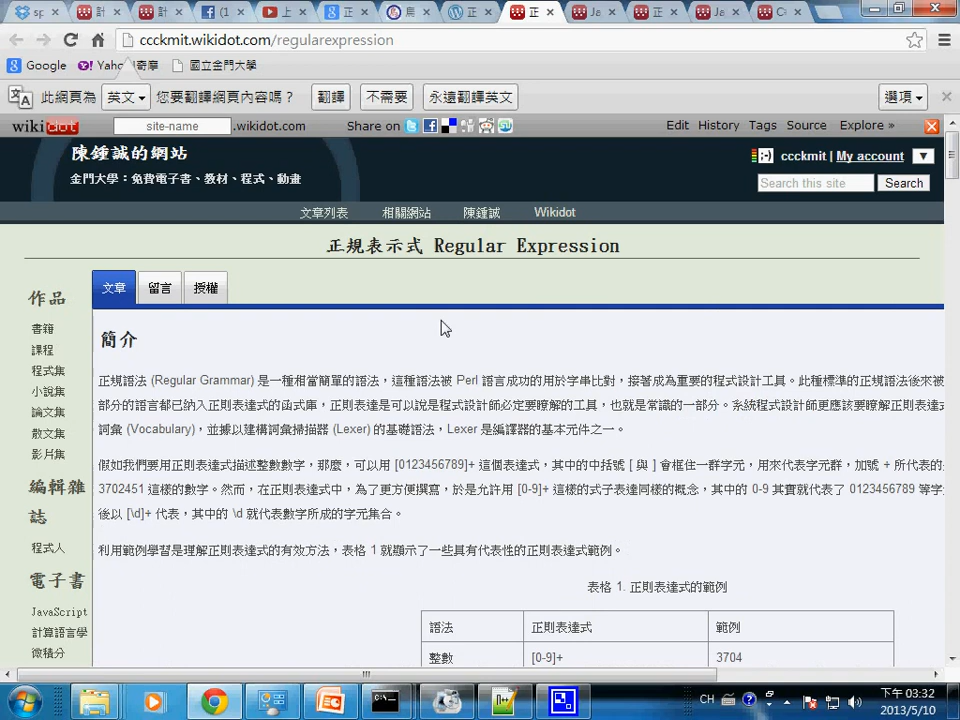 sp
計
計
(1
上
正
鳥
正
正
Ja
正
Ja
C#
ccckmit.wikidot.com/regularexpression
Google Yahoo!奇摩 國立金門大學
此網頁為 英文 您要翻譯網頁內容嗎？ 翻譯 不需要 永遠翻譯英文 選項
wikidot site-name .wikidot.com Share on Edit History Tags Source Explore »
陳鍾誠的網站
ccckmit | My account
金門大學：免費電子書、教材、程式、動畫
Search this site Search
文章列表 相關網站 陳鍾誠 Wikidot
正規表示式 Regular Expression
文章 留言 授權
作品
書籍
課程
程式集
小說集
論文集
散文集
影片集
編輯雜
誌
程式人
電子書
JavaScript
計算語言學
微積分
簡介
正規語法 (Regular Grammar) 是一種相當簡單的語法，這種語法被 Perl 語言成功的用於字串比對，接著成為重要的程式設計工具。此種標準的正規語法後來被
部分的語言都已納入正則表達式的函式庫，正則表達是可以說是程式設計師必定要瞭解的工具，也就是常識的一部分。系統程式設計師更應該要瞭解正則表達式
詞彙 (Vocabulary)，並據以建構詞彙掃描器 (Lexer) 的基礎語法，Lexer 是編譯器的基本元件之一。
假如我們要用正則表達式描述整數數字，那麼，可以用 [0123456789]+ 這個表達式，其中的中括號 [ 與 ] 會框住一群字元，用來代表字元群，加號 + 所代表的是
3702451 這樣的數字。然而，在正則表達式中，為了更方便撰寫，於是允許用 [0-9]+ 這樣的式子表達同樣的概念，其中的 0-9 其實就代表了 0123456789 等字
後以 [\d]+ 代表，其中的 \d 就代表數字所成的字元集合。
利用範例學習是理解正則表達式的有效方法，表格 1 就顯示了一些具有代表性的正則表達式範例。
表格 1. 正則表達式的範例
語法 正則表達式 範例
整數 [0-9]+ 3704
CH
下午 03:32
2013/5/10